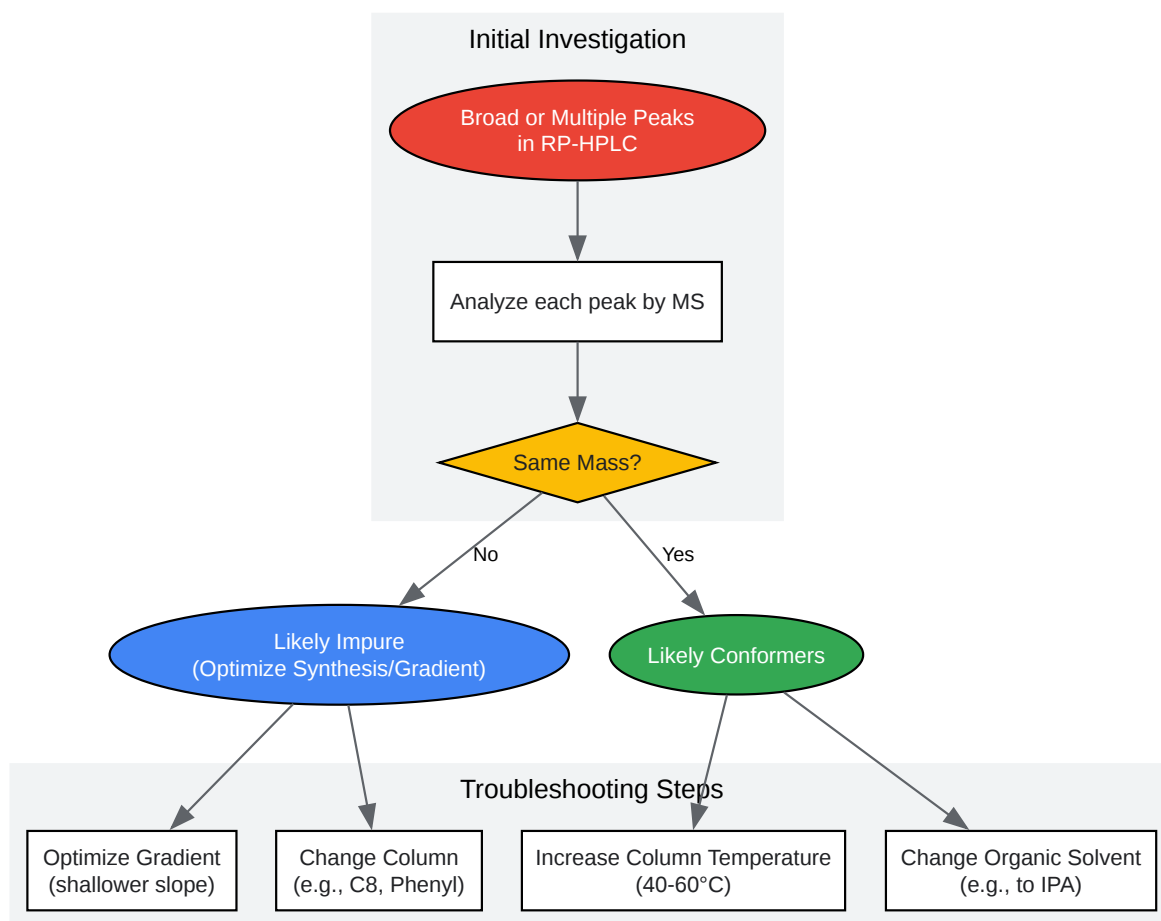 Initial Investigation
Broad or Multiple Peaks
in RP-HPLC
Analyze each peak by MS
Same Mass?
No
Yes
Likely Impure
(Optimize Synthesis/Gradient)
Likely Conformers
Troubleshooting Steps
Optimize Gradient
(shallower slope)
Change Column
(e.g., C8, Phenyl)
Increase Column Temperature
(40-60°C)
Change Organic Solvent
(e.g., to IPA)